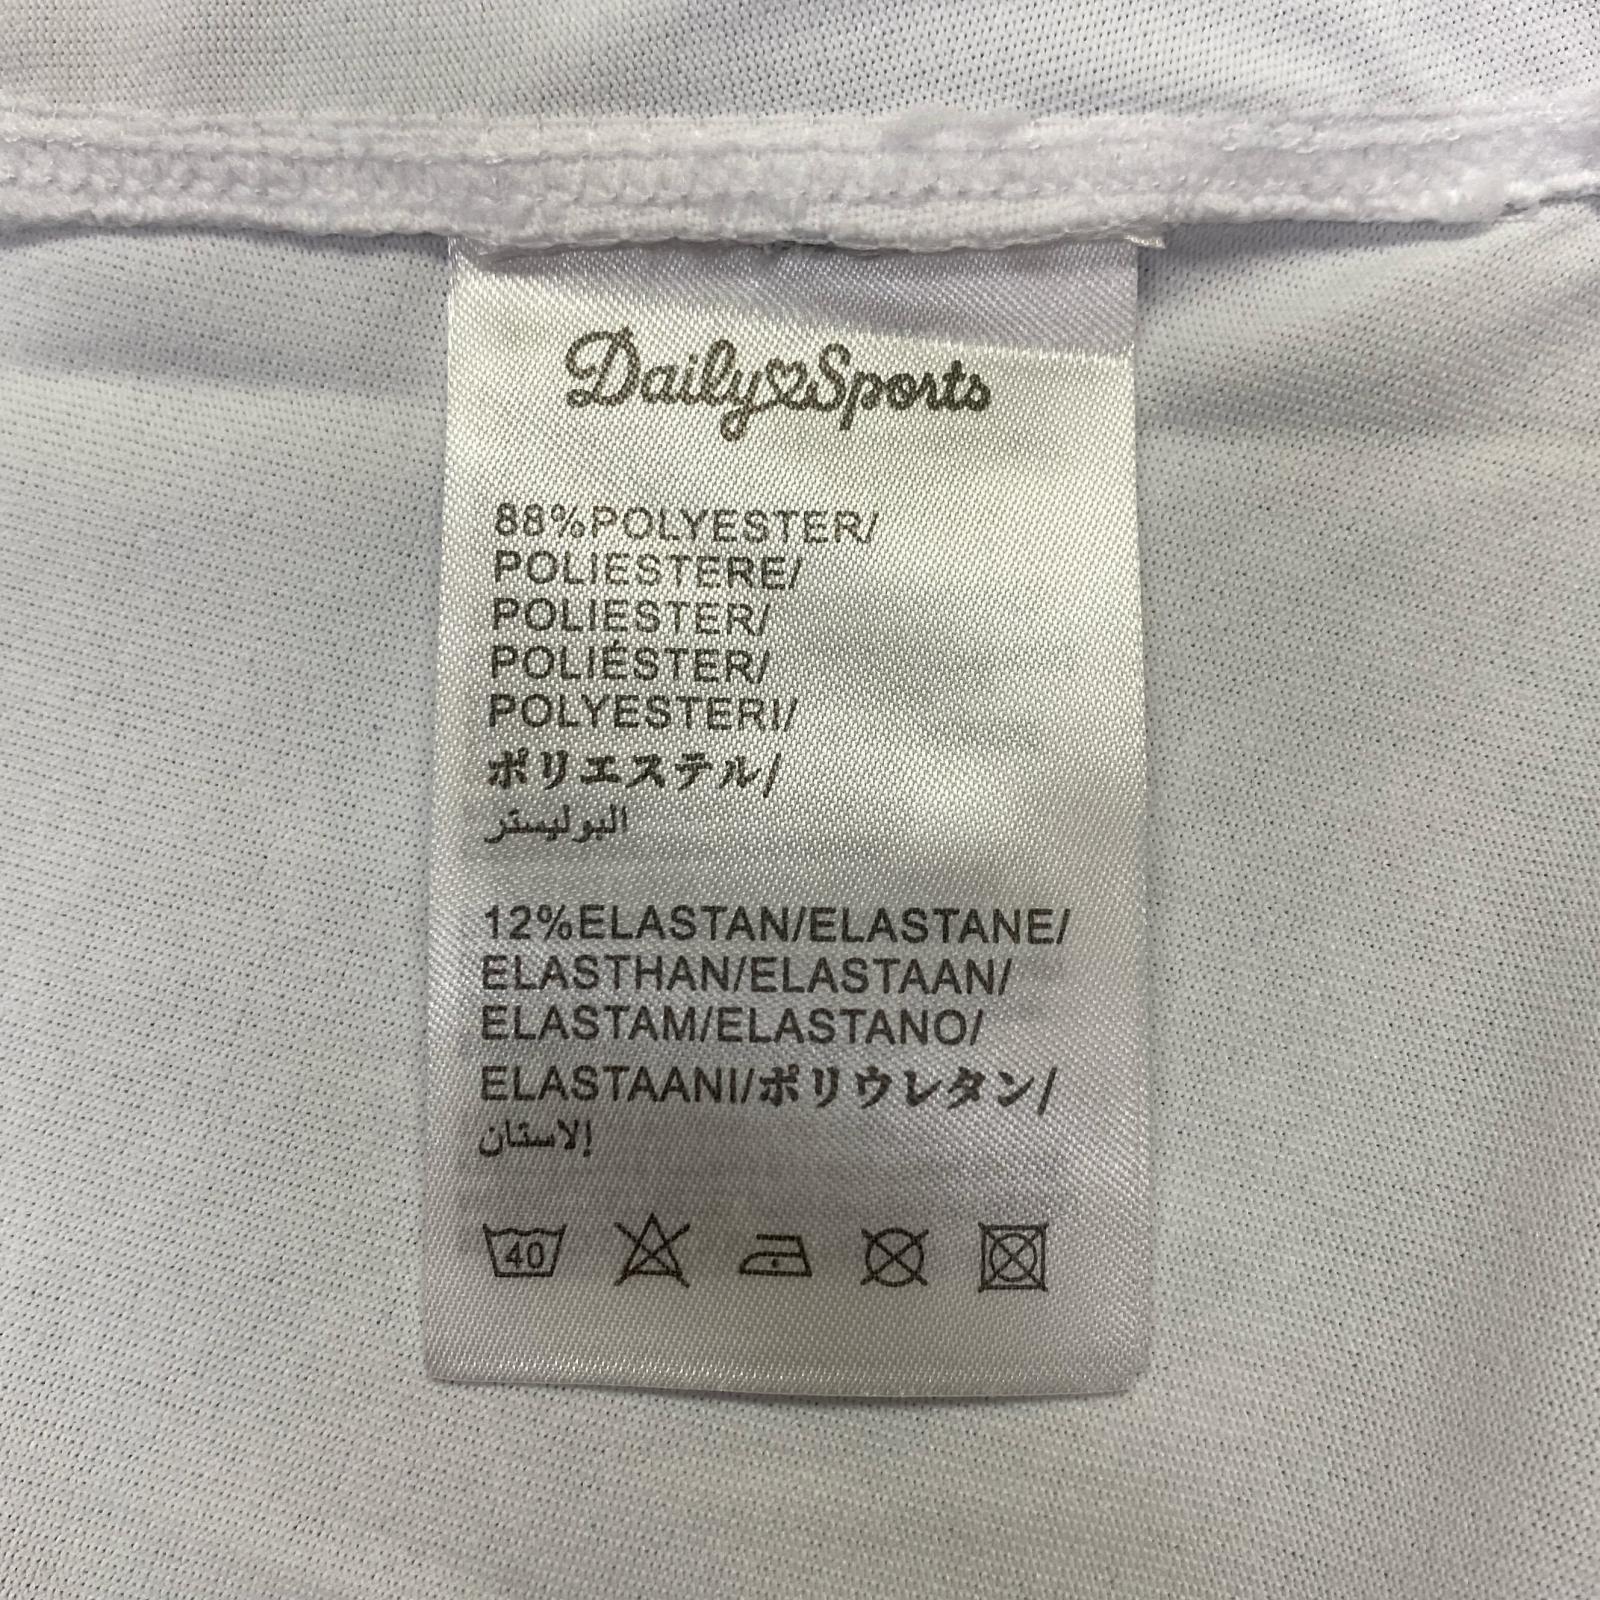 Daily Sports
88%POLYESTER/
POLIESTERE/
POLIESTER/
POLIÉSTER/
POLYESTERI/
ポリエステル/
البوليستر
12%ELASTAN/ELASTANE/
ELASTHAN/ELASTAAN/
ELASTAM/ELASTANO/
ELASTAANI/ポリウレタン/
إلاستان
40